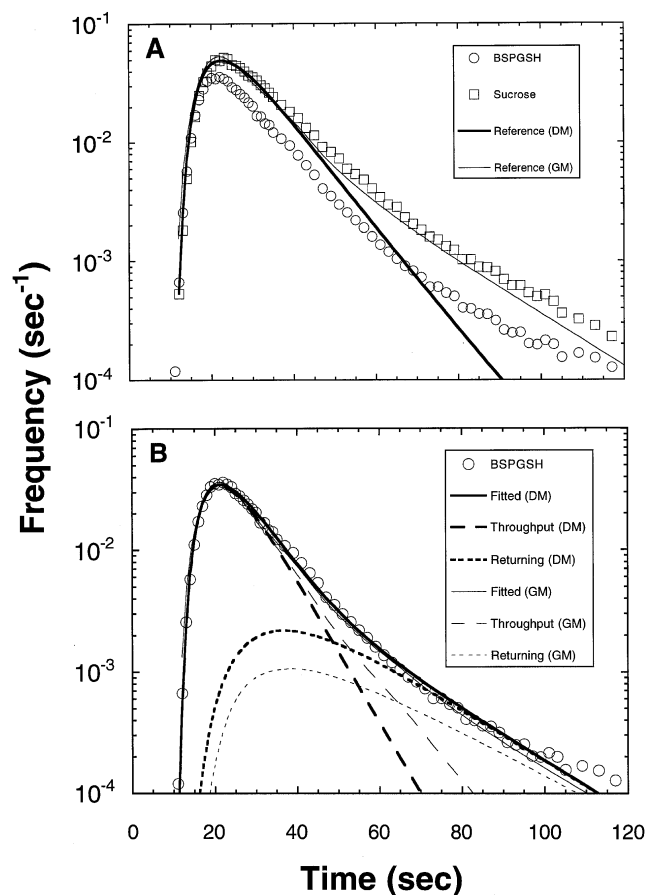 A
10-1
10-2
10-3
10-4
BSPGSH
Sucrose
Reference (DM)
Reference (GM)
Frequency (sec-1)
B
10-1
10-2
10-3
10-4
BSPGSH
Fitted (DM)
Throughput (DM)
Returning (DM)
Fitted (GM)
Throughput (GM)
Returning (GM)
0 20 40 60 80 100 120
Time (sec)